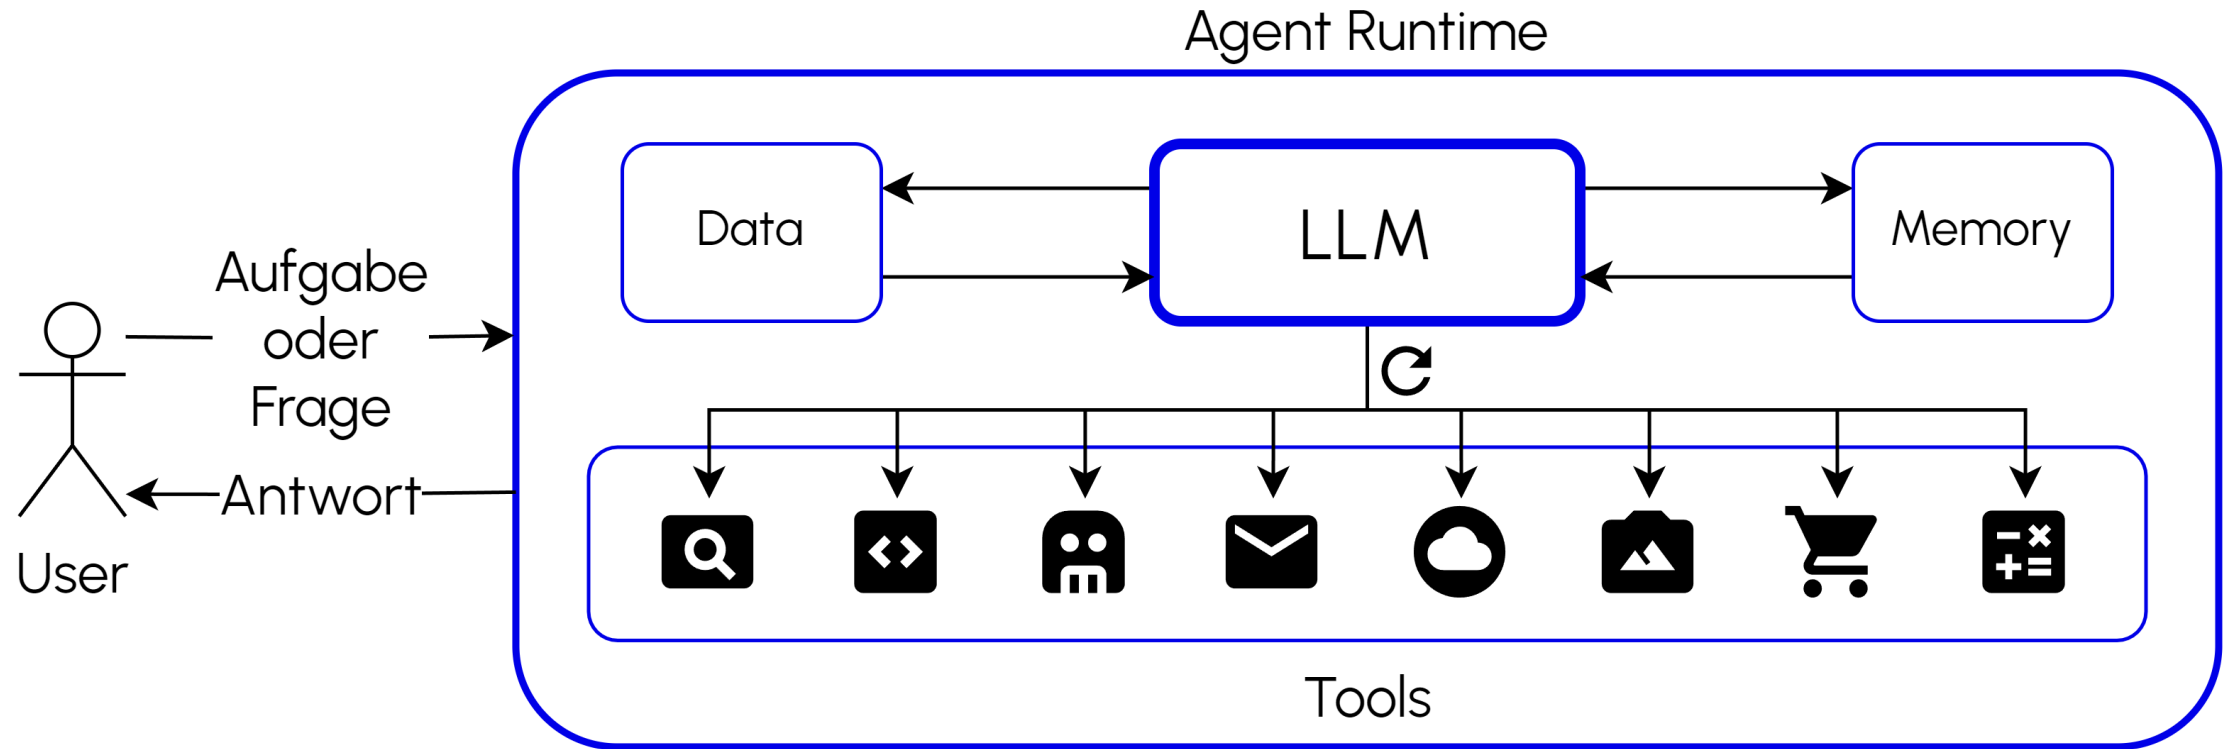 Agent Runtime
Data
LLM
Memory
Aufgabe
oder
Frage
Antwort
User
Tools